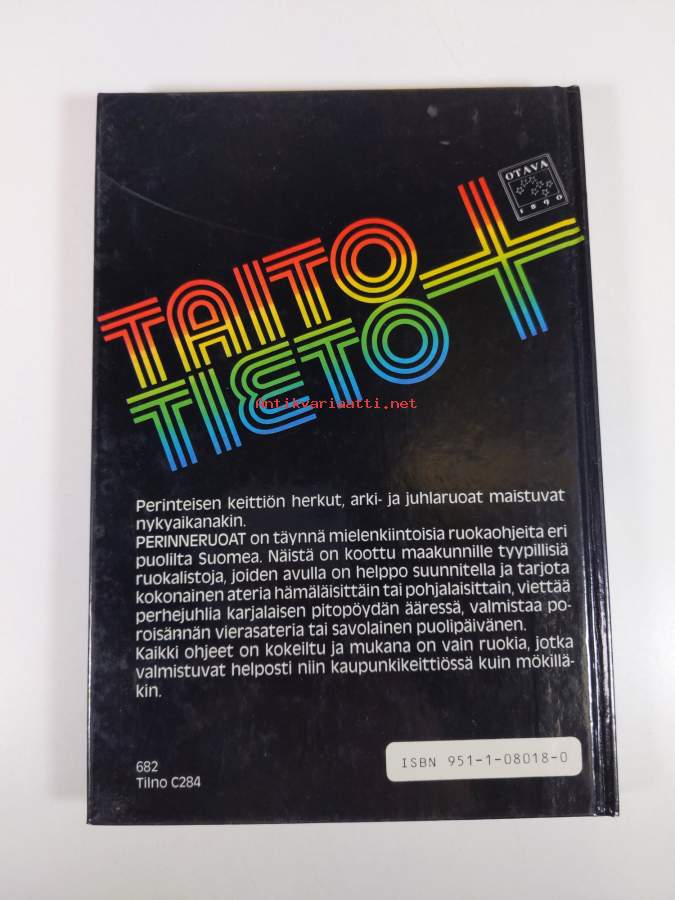 OTAVA
1890
TAITO
TIETO
+
Antikvariaatti.net
Perinteisen keittiön herkut, arki- ja juhlaruoat maistuvat
nykyaikanakin.
PERINNERUOAT on täynnä mielenkiintoisia ruokaohjeita eri
puolilta Suomea. Näistä on koottu maakunnille tyypillisiä
ruokalistoja, joiden avulla on helppo suunnitella ja tarjota
kokonainen ateria hämäläisittäin tai pohjalaisittain, viettää
perhejuhlia karjalaisen pitopöydän ääressä, valmistaa po-
roisännän vierasateria tai savolainen puolipäivänen.
Kaikki ohjeet on kokeiltu ja mukana on vain ruokia, jotka
valmistuvat helposti niin kaupunkikeittiössä kuin mökillä-
kin.
ISBN 951-1-08018-0
682
Tilno C284